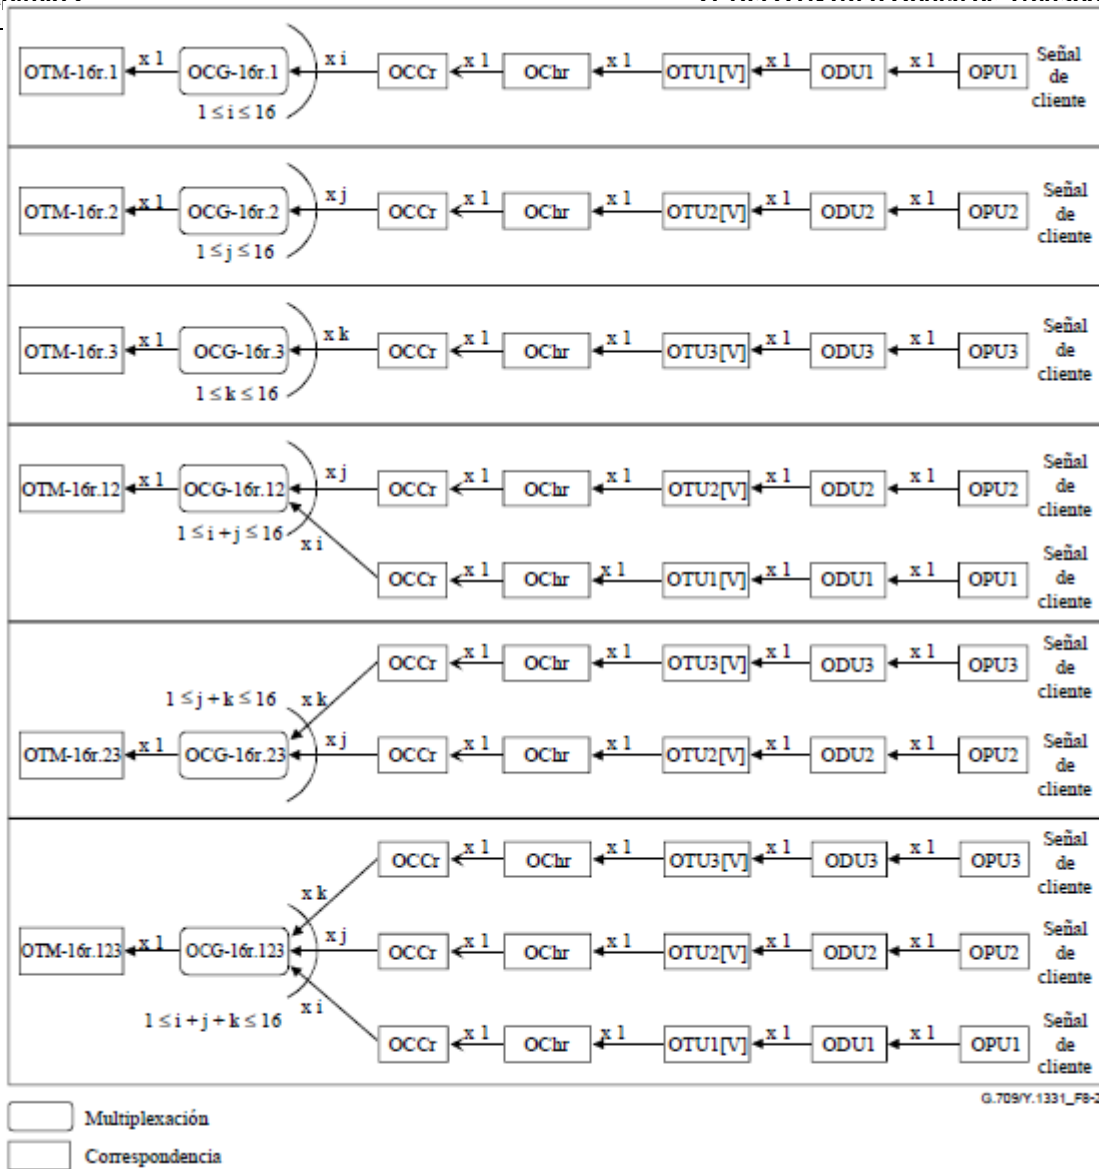 OTM-16r.1 x 1 OCG-16r.1 x i OCCr x 1 OChr x 1 OTU1[V] x 1 ODU1 x 1 OPU1 Señal de cliente
1 ≤ i ≤ 16
OTM-16r.2 x 1 OCG-16r.2 x j OCCr x 1 OChr x 1 OTU2[V] x 1 ODU2 x 1 OPU2 Señal de cliente
1 ≤ j ≤ 16
OTM-16r.3 x 1 OCG-16r.3 x k OCCr x 1 OChr x 1 OTU3[V] x 1 ODU3 x 1 OPU3 Señal de cliente
1 ≤ k ≤ 16
OTM-16r.12 x 1 OCG-16r.12 x j OCCr x 1 OChr x 1 OTU2[V] x 1 ODU2 x 1 OPU2 Señal de cliente
1 ≤ i + j ≤ 16
x i OCCr x 1 OChr x 1 OTU1[V] x 1 ODU1 x 1 OPU1 Señal de cliente
1 ≤ j + k ≤ 16 x k OCCr x 1 OChr x 1 OTU3[V] x 1 ODU3 x 1 OPU3 Señal de cliente
OTM-16r.23 x 1 OCG-16r.23 x j OCCr x 1 OChr x 1 OTU2[V] x 1 ODU2 x 1 OPU2 Señal de cliente
x k OCCr x 1 OChr x 1 OTU3[V] x 1 ODU3 x 1 OPU3 Señal de cliente
OTM-16r.123 x 1 OCG-16r.123 x j OCCr x 1 OChr x 1 OTU2[V] x 1 ODU2 x 1 OPU2 Señal de cliente
1 ≤ i + j + k ≤ 16
x i OCCr x 1 OChr x 1 OTU1[V] x 1 ODU1 x 1 OPU1 Señal de cliente
G.709/Y.1331_F6-2
Multiplexación
Correspondencia